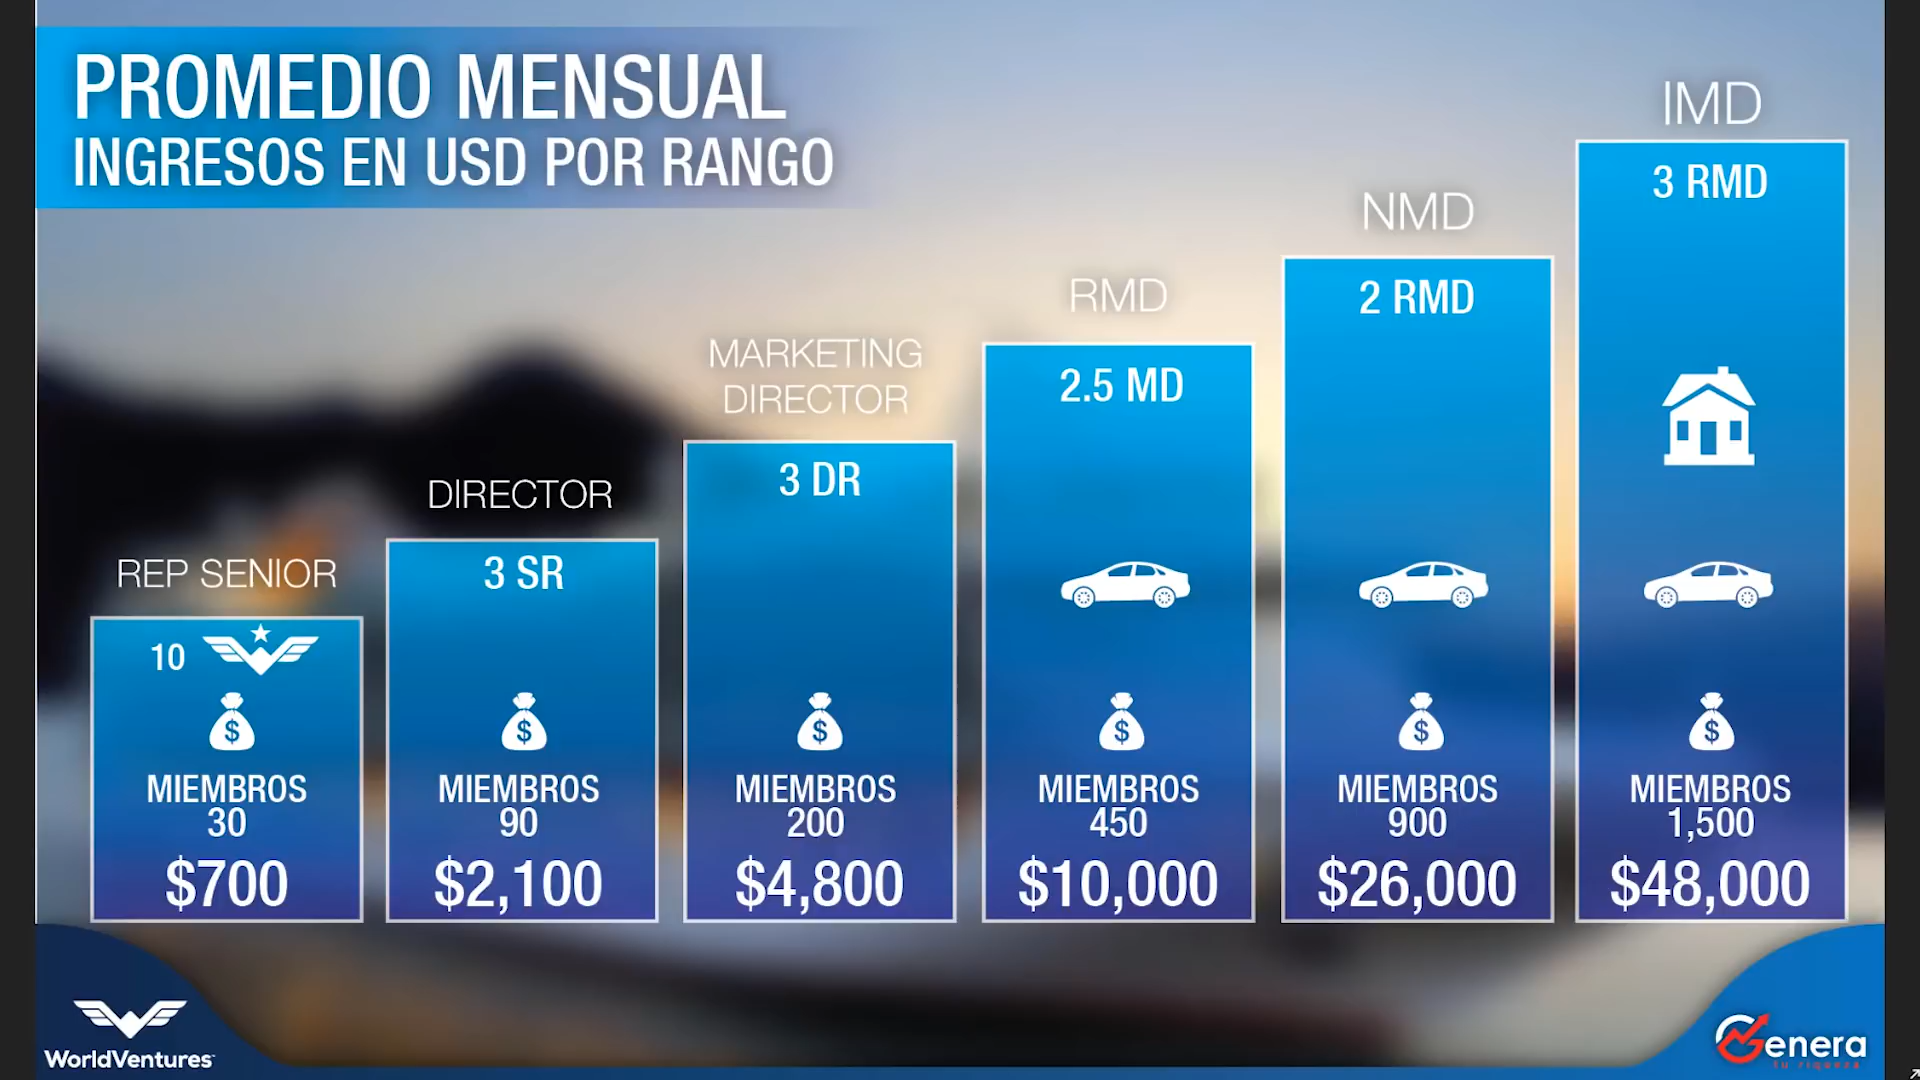 PROMEDIO MENSUAL
INGRESOS EN USD POR RANGO
REP SENIOR
10
$
MIEMBROS
30
$700
DIRECTOR
3 SR
$
MIEMBROS
90
$2,100
MARKETING
DIRECTOR
3 DR
$
MIEMBROS
200
$4,800
RMD
2.5 MD
$
MIEMBROS
450
$10,000
NMD
2 RMD
$
MIEMBROS
900
$26,000
IMD
3 RMD
$
MIEMBROS
1,500
$48,000
WorldVentures
Genera
tu riqueza